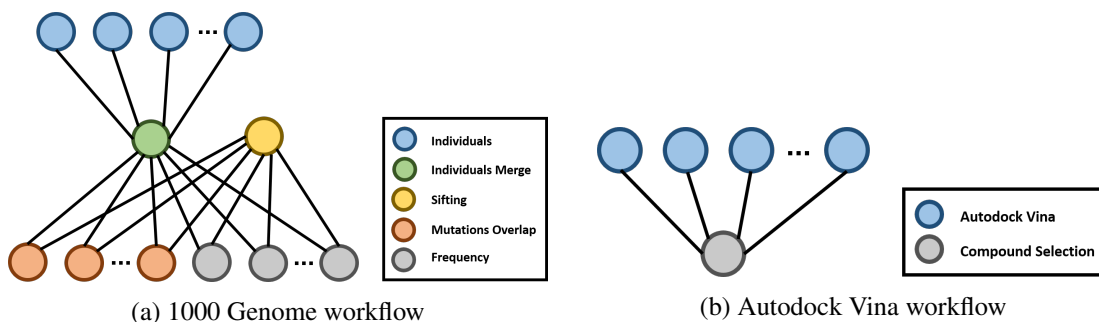 ...
Individuals
Individuals Merge
Sifting
Mutations Overlap
Frequency
... ...
(a) 1000 Genome workflow
...
Autodock Vina
Compound Selection
(b) Autodock Vina workflow